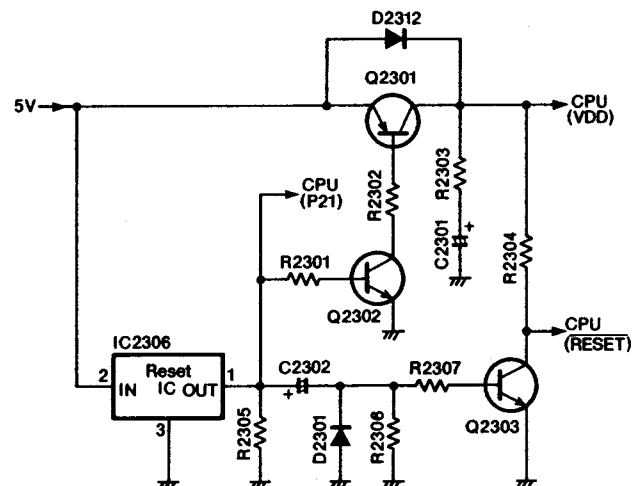 D2312
Q2301
5V
CPU
(VDD)
R2302
R2303
CPU
(P21)
C2301
+
R2304
R2301
Q2302
CPU
(RESET)
IC2306
2
IN
Reset
IC
OUT
1
3
C2302
+
R2307
R2305
D2301
R2306
Q2303